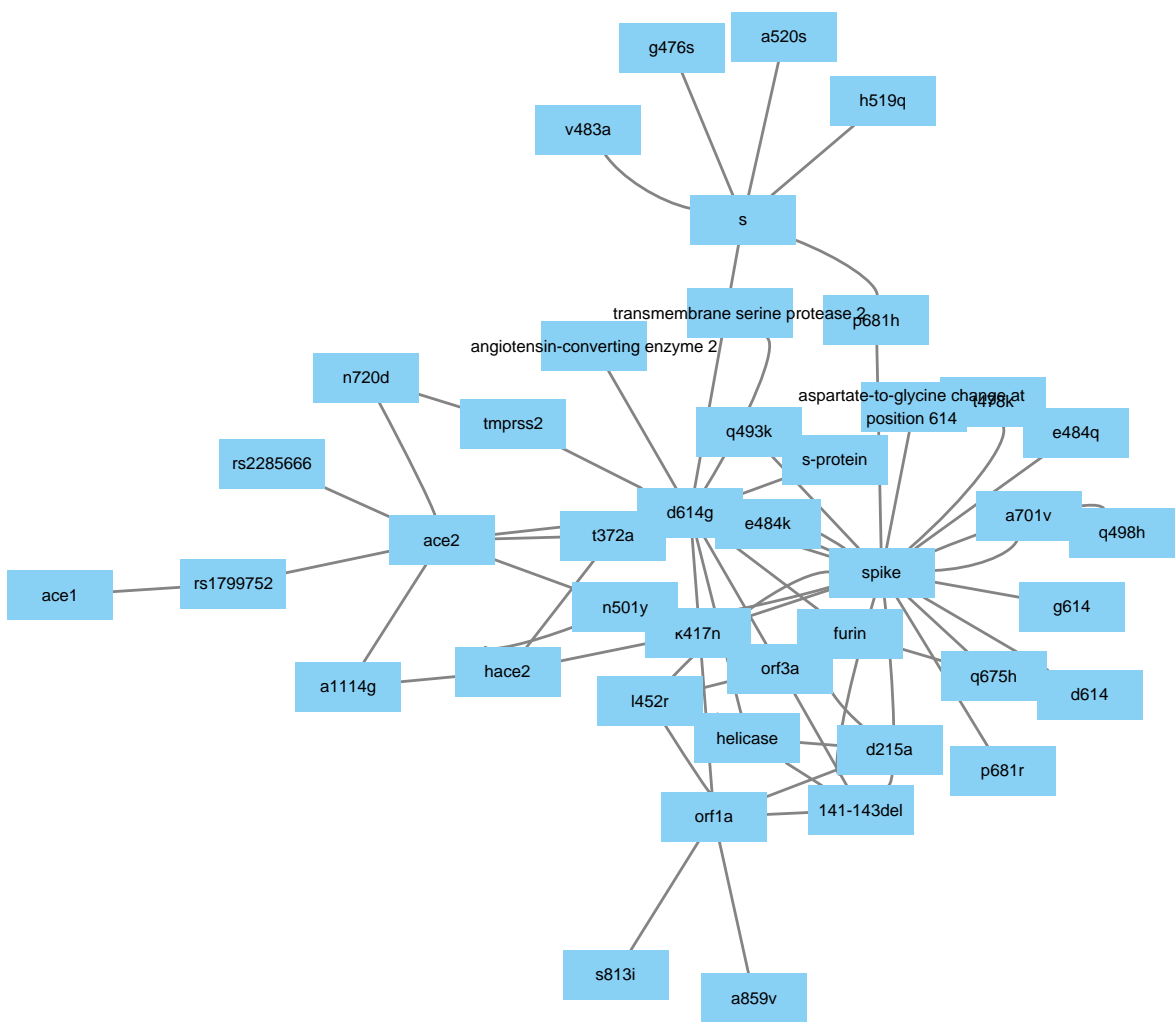 a520s
g476s
h519q
v483a
s
transmembrane serine protease 2
p681h
angiotensin-converting enzyme 2
n720d
aspartate-to-glycine change at
position 614
t478k
tmprss2
q493k
e484q
s-protein
rs2285666
d614g
e484k
a701v
q498h
ace2
t372a
spike
rs1799752
ace1
n501y
g614
k417n
furin
hace2
orf3a
q675h
a1114g
d614
l452r
helicase
d215a
p681r
orf1a
141-143del
s813i
a859v